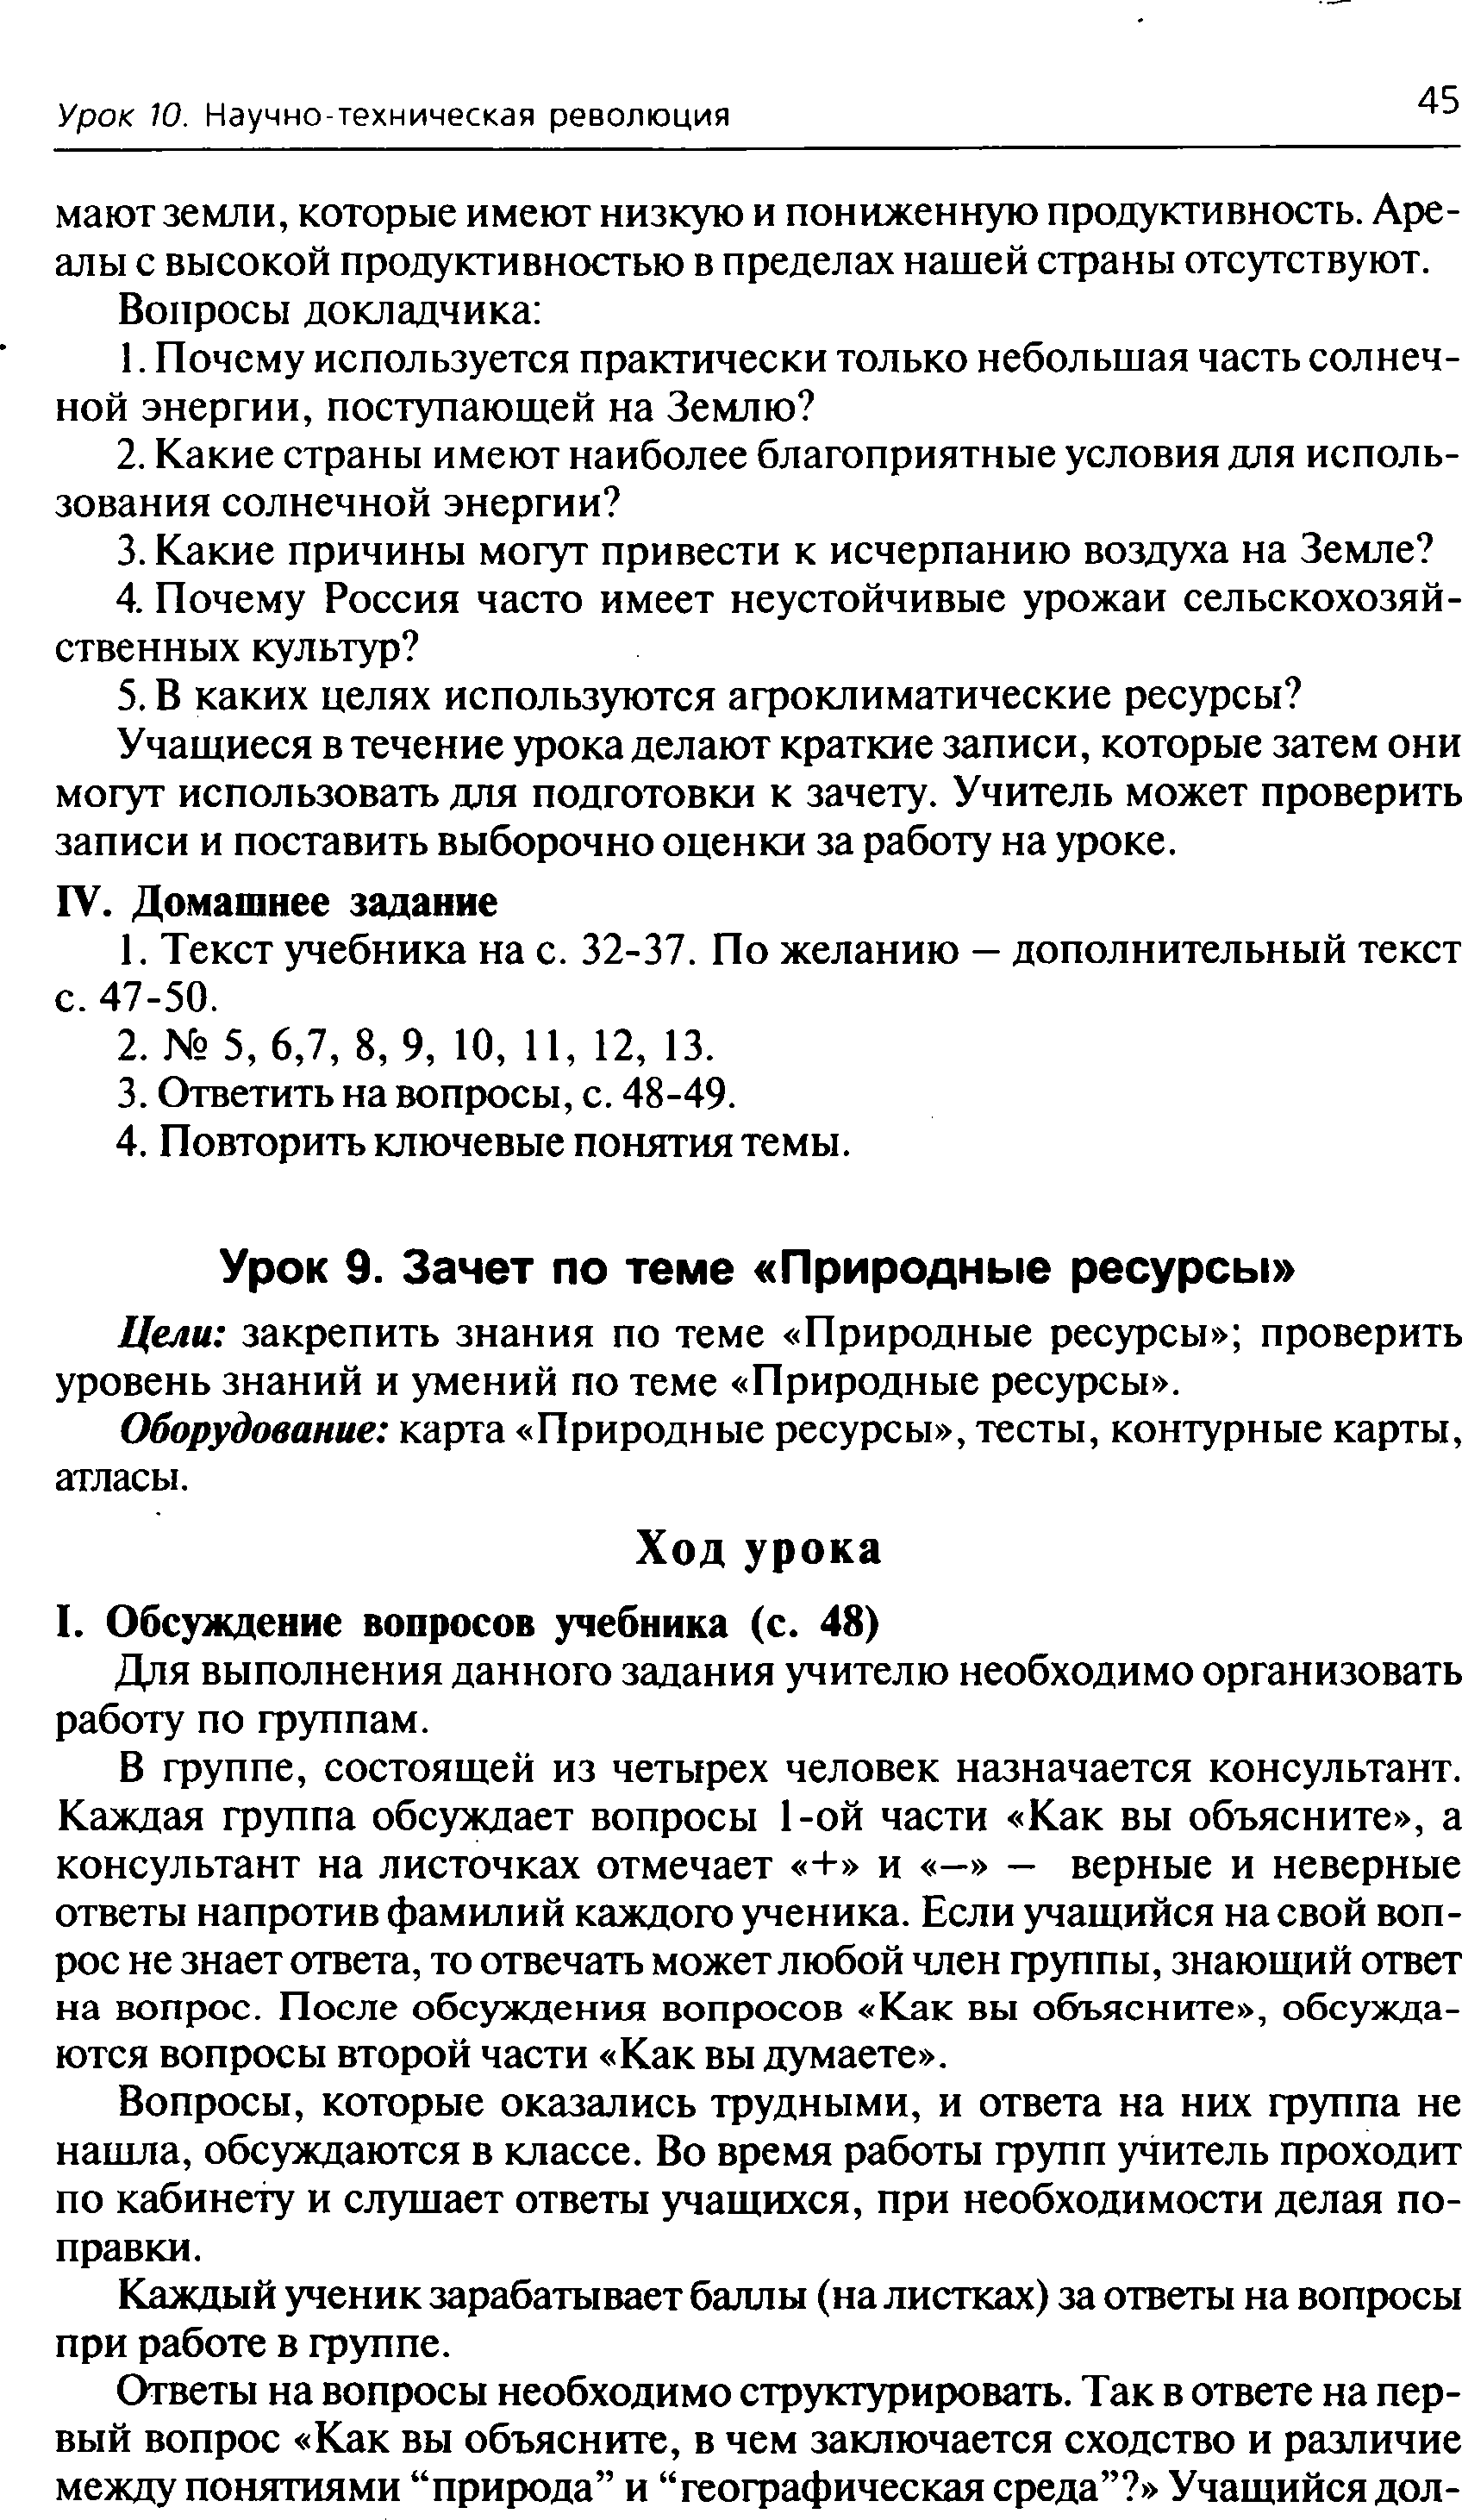 Урок 10. Научно-техническая революция
45
мают земли, которые имеют низкую и пониженную продуктивность. Аре-
алы с высокой продуктивностью в пределах нашей страны отсутствуют.
Вопросы докладчика:
1. Почему используется практически только небольшая часть солнеч-
ной энергии, поступающей на Землю?
2. Какие страны имеют наиболее благоприятные условия для исполь-
зования солнечной энергии?
3. Какие причины могут привести к исчерпанию воздуха на Земле?
4. Почему Россия часто имеет неустойчивые урожаи сельскохозяй-
ственных культур?
5. В каких целях используются агроклиматические ресурсы?
Учащиеся в течение урока делают краткие записи, которые затем они
могут использовать для подготовки к зачету. Учитель может проверить
записи и поставить выборочно оценки за работу на уроке.
IV. Домашнее задание
1. Текст учебника на с. 32-37. По желанию – дополнительный текст
с. 47-50.
2. № 5, 6,7, 8, 9, 10, 11, 12, 13.
3. Ответить на вопросы, с. 48-49.
4. Повторить ключевые понятия темы.
Урок 9. Зачет по теме «Природные ресурсы»
Цели: закрепить знания по теме «Природные ресурсы»; проверить
уровень знаний и умений по теме «Природные ресурсы».
Оборудование: карта «Природные ресурсы», тесты, контурные карты,
атласы.
Ход урока
I. Обсуждение вопросов учебника (с. 48)
Для выполнения данного задания учителю необходимо организовать
работу по группам.
В группе, состоящей из четырех человек назначается консультант.
Каждая группа обсуждает вопросы 1-ой части «Как вы объясните», а
консультант на листочках отмечает «+» и «–» – верные и неверные
ответы напротив фамилий каждого ученика. Если учащийся на свой воп-
рос не знает ответа, то отвечать может любой член группы, знающий ответ
на вопрос. После обсуждения вопросов «Как вы объясните», обсужда-
ются вопросы второй части «Как вы думаете».
Вопросы, которые оказались трудными, и ответа на них группа не
нашла, обсуждаются в классе. Во время работы групп учитель проходит
по кабинету и слушает ответы учащихся, при необходимости делая по-
правки.
Каждый ученик зарабатывает баллы (на листках) за ответы на вопросы
при работе в группе.
Ответы на вопросы необходимо структурировать. Так в ответе на пер-
вый вопрос «Как вы объясните, в чем заключается сходство и различие
между понятиями “природа” и “географическая среда”?» Учащийся дол-